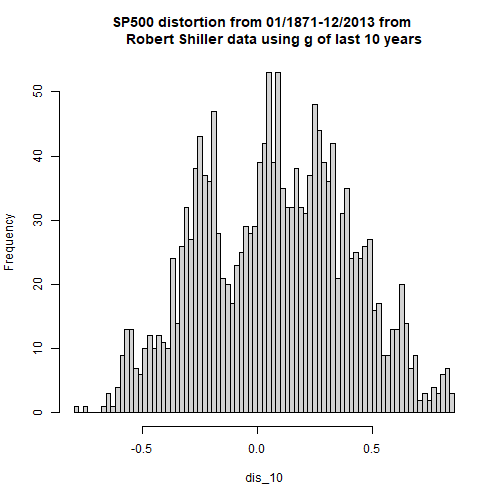 SP500 distortion from 01/1871-12/2013 from
Robert Shiller data using g of last 10 years
Frequency
50
40
30
20
10
0
-0.5
0.0
0.5
dis_10